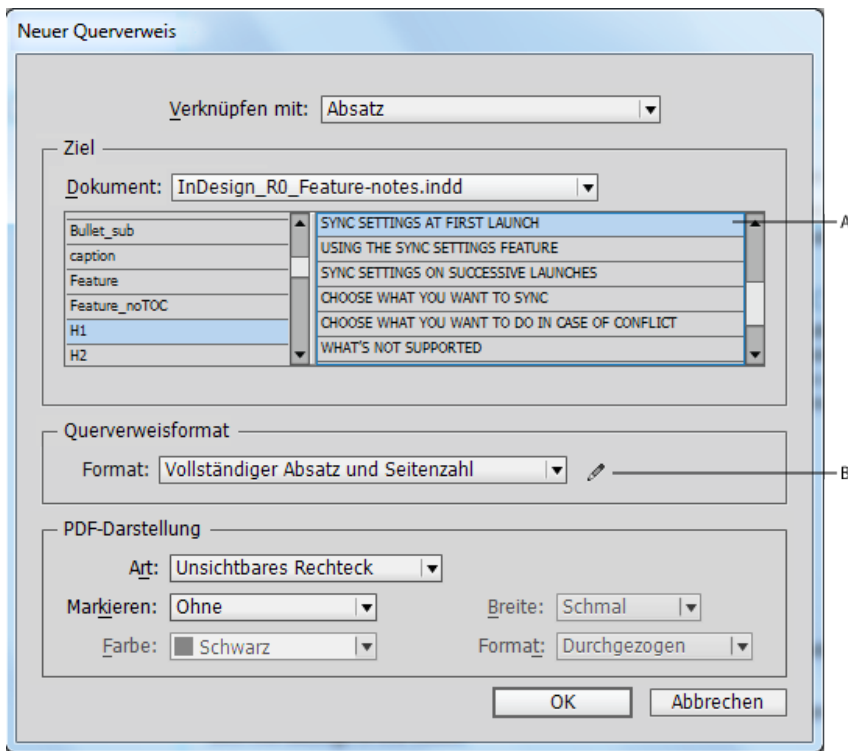 Neuer Querverweis
Verknüpfen mit: Absatz
Ziel
Dokument: InDesign_R0_Feature-notes.indd
Bullet_sub
caption
Feature
Feature_noTOC
H1
H2
SYNC SETTINGS AT FIRST LAUNCH
USING THE SYNC SETTINGS FEATURE
SYNC SETTINGS ON SUCCESSIVE LAUNCHES
CHOOSE WHAT YOU WANT TO SYNC
CHOOSE WHAT YOU WANT TO DO IN CASE OF CONFLICT
WHAT'S NOT SUPPORTED
A
Querverweisformat
Format: Vollständiger Absatz und Seitenzahl
B
PDF-Darstellung
Art: Unsichtbares Rechteck
Markieren: Ohne
Breite: Schmal
Farbe: Schwarz
Format: Durchgezogen
OK
Abbrechen